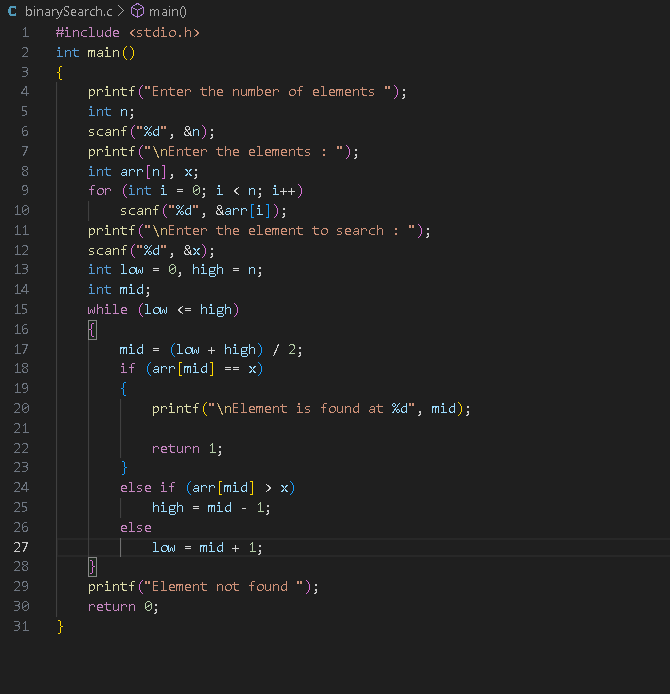 C binarySearch.c > main()
1 #include <stdio.h>
2 int main()
3 {
4     printf("Enter the number of elements ");
5     int n;
6     scanf("%d", &n);
7     printf("\nEnter the elements : ");
8     int arr[n], x;
9     for (int i = 0; i < n; i++)
10         scanf("%d", &arr[i]);
11     printf("\nEnter the element to search : ");
12     scanf("%d", &x);
13     int low = 0, high = n;
14     int mid;
15     while (low <= high)
16     {
17         mid = (low + high) / 2;
18         if (arr[mid] == x)
19         {
20             printf("\nElement is found at %d", mid);
21
22             return 1;
23         }
24         else if (arr[mid] > x)
25             high = mid - 1;
26         else
27             low = mid + 1;
28     }
29     printf("Element not found ");
30     return 0;
31 }